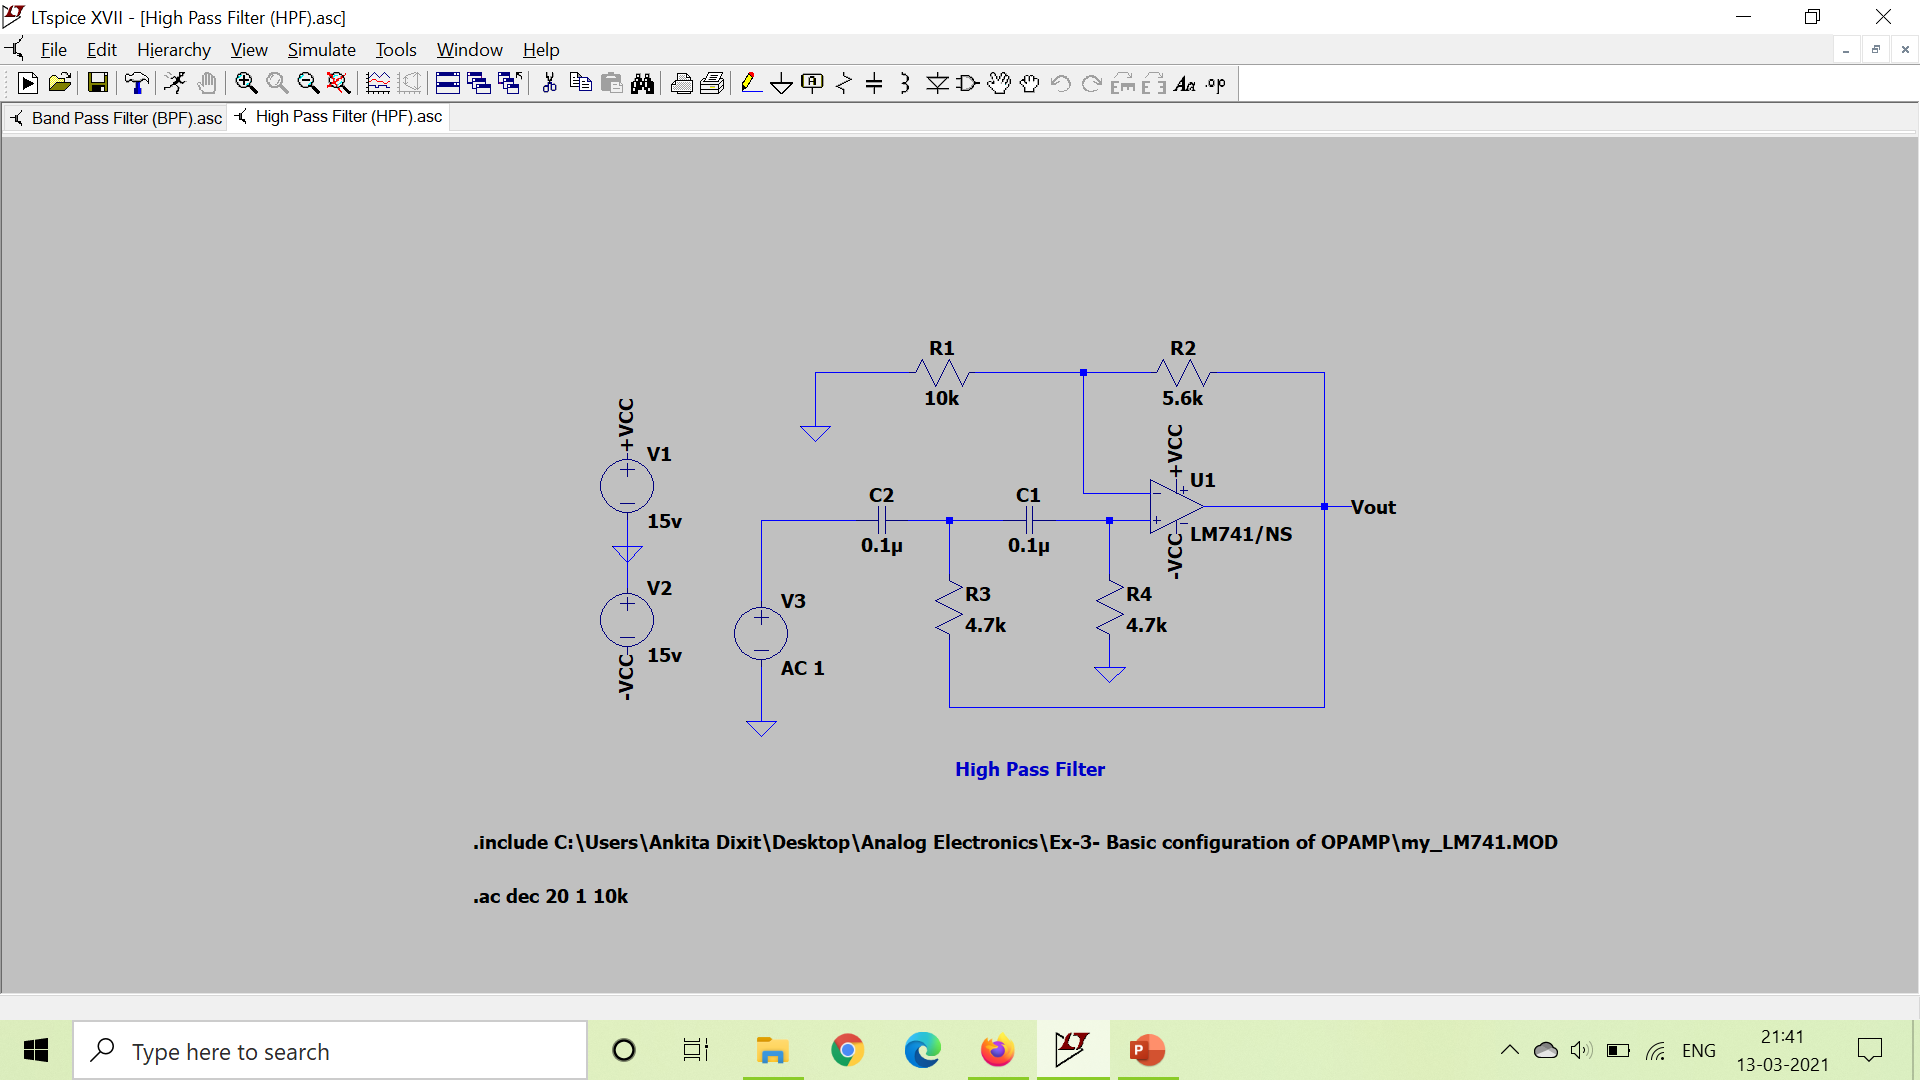 LTspice XVII - [High Pass Filter (HPF).asc]
File Edit Hierarchy View Simulate Tools Window Help
Aa .op
Band Pass Filter (BPF).asc High Pass Filter (HPF).asc
R1
10k
R2
5.6k
+VCC
V1
15v
V2
15v
-VCC
C2
0.1µ
C1
0.1µ
+VCC
U1
LM741/NS
-VCC
Vout
V3
AC 1
R3
4.7k
R4
4.7k
High Pass Filter
.include C:\Users\Ankita Dixit\Desktop\Analog Electronics\Ex-3- Basic configuration of OPAMP\my_LM741.MOD
.ac dec 20 1 10k
Type here to search
ENG
21:41
13-03-2021